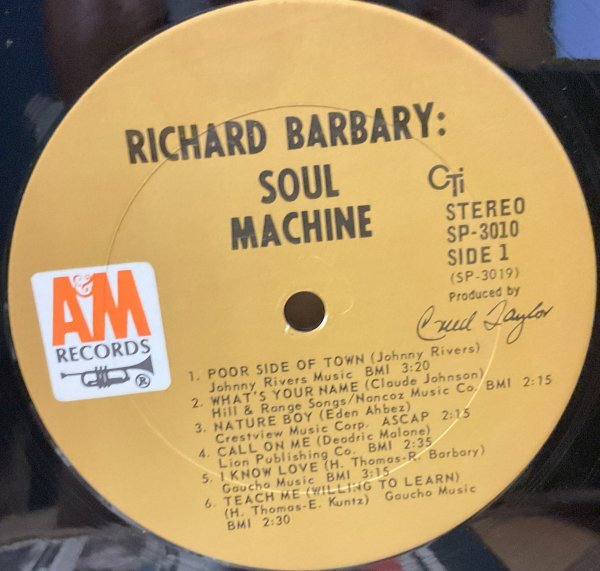 RICHARD BARBARY:
SOUL
MACHINE
CTi
STEREO
SP-3010
SIDE 1
(SP-3019)
Produced by
Creed Taylor
A&M
RECORDS
®
1. POOR SIDE OF TOWN (Johnny Rivers)
Johnny Rivers Music BMI 3:20
2. WHAT'S YOUR NAME (Claude Johnson)
Hill & Range Songs/Noncoz Music Co. BMI 2:15
3. NATURE BOY (Eden Ahbez)
Crestview Music Corp. ASCAP 2:15
4. CALL ON ME (Deadric Malone)
Lion Publishing Co. BMI 2:35
5. I KNOW LOVE (H. Thomas-R. Barbary)
Gaucho Music BMI 3:15
6. TEACH ME (WILLING TO LEARN)
(H. Thomas-E. Kuntz) Gaucho Music
BMI 2:30